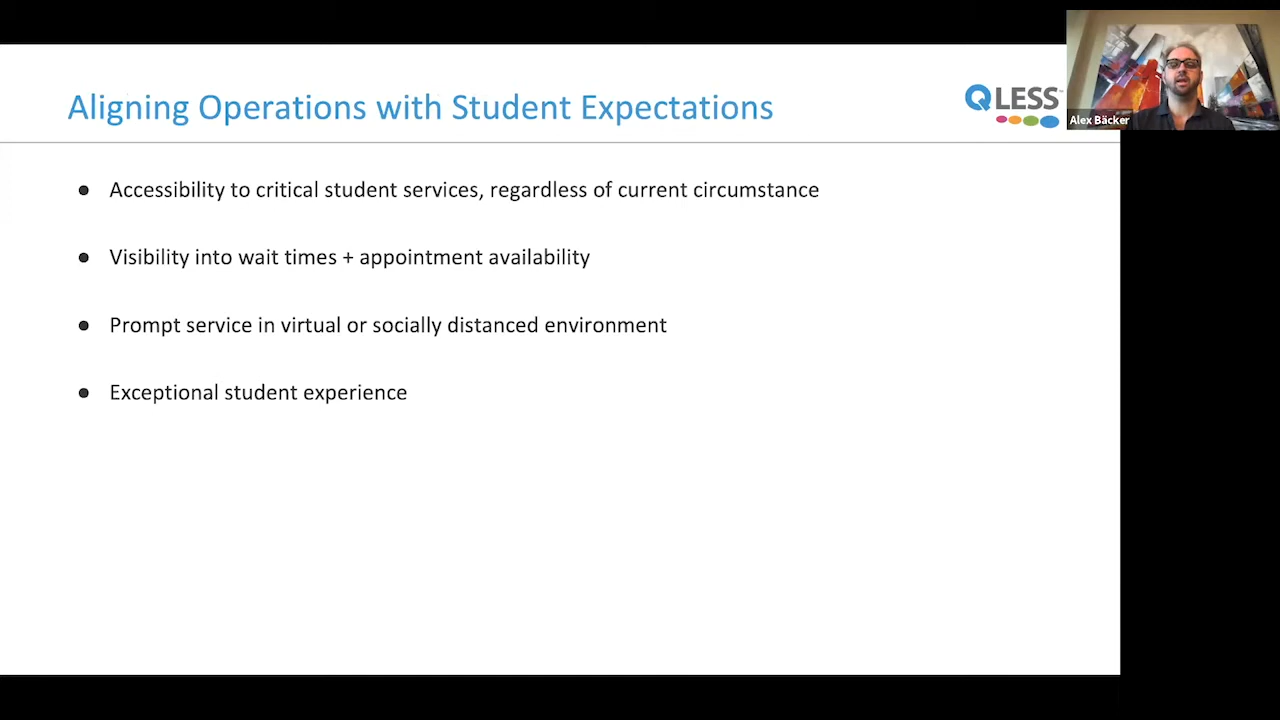 Aligning Operations with Student Expectations
QLESS
Alex Bäcker
● Accessibility to critical student services, regardless of current circumstance
● Visibility into wait times + appointment availability
● Prompt service in virtual or socially distanced environment
● Exceptional student experience